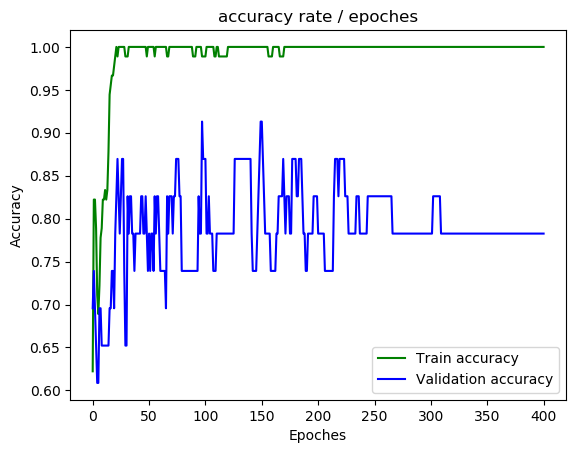 accuracy rate / epoches
1.00
0.95
0.90
0.85
0.80
0.75
0.70
0.65
0.60
Accuracy
Train accuracy
Validation accuracy
0 50 100 150 200 250 300 350 400
Epoches